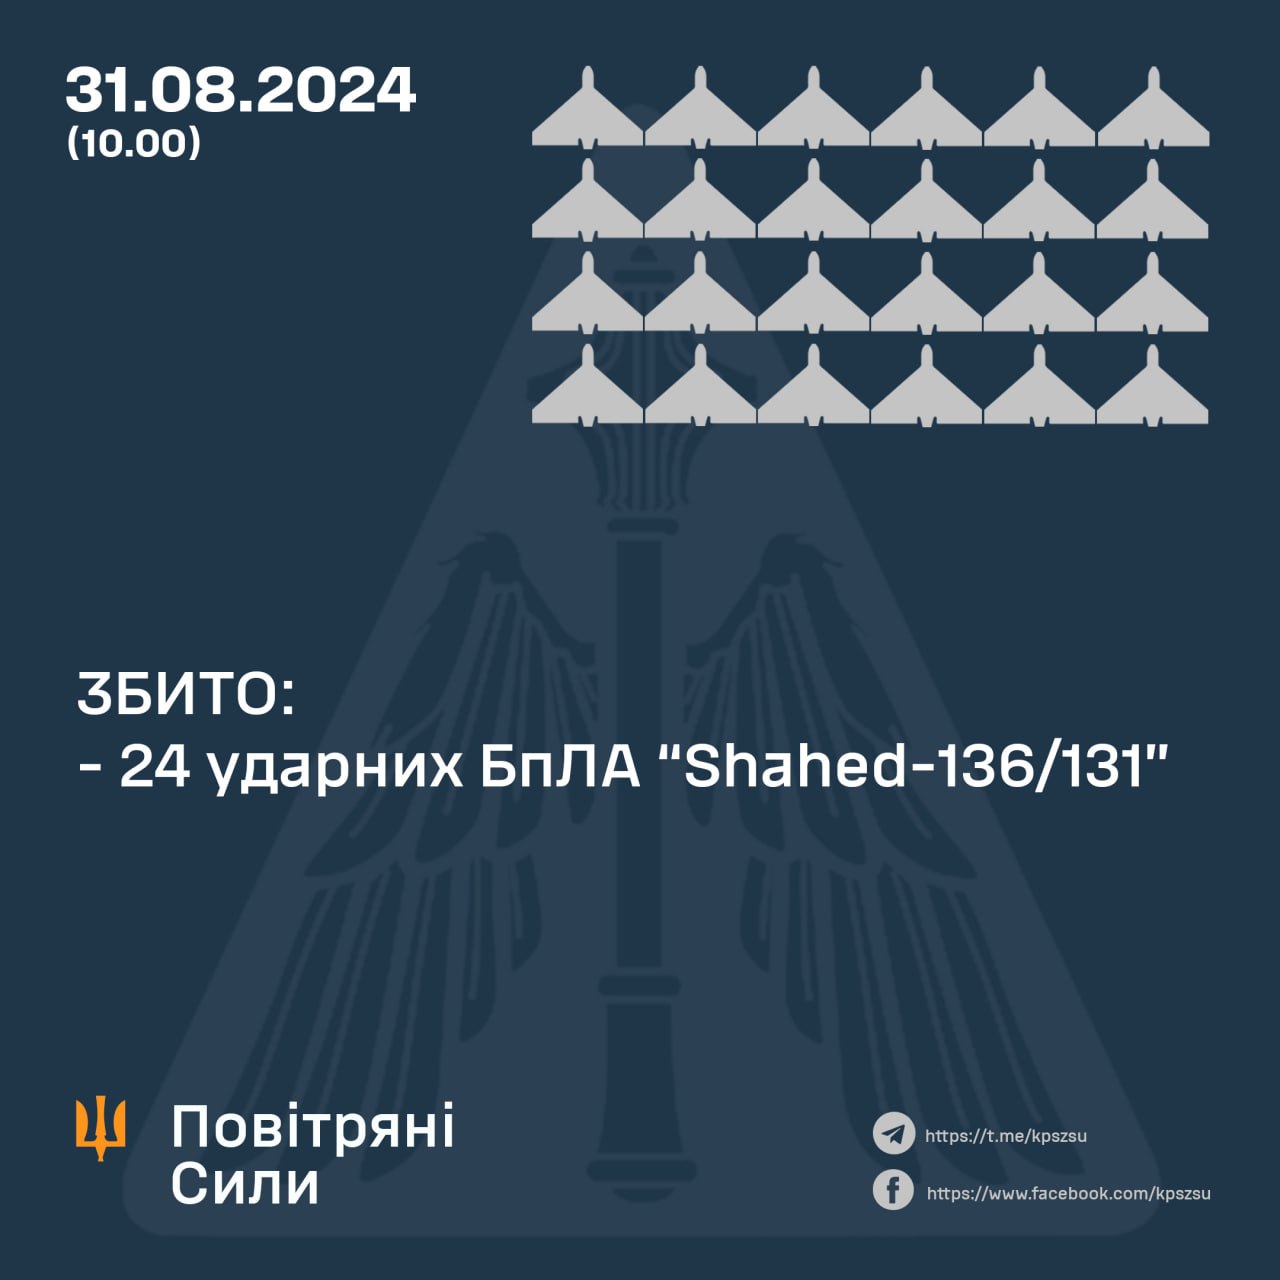 31.08.2024
(10.00)
ЗБИТО:
- 24 ударних БпЛА “Shahed-136/131”
Повітряні
Сили
https://t.me/kpszsu
https://www.facebook.com/kpszsu